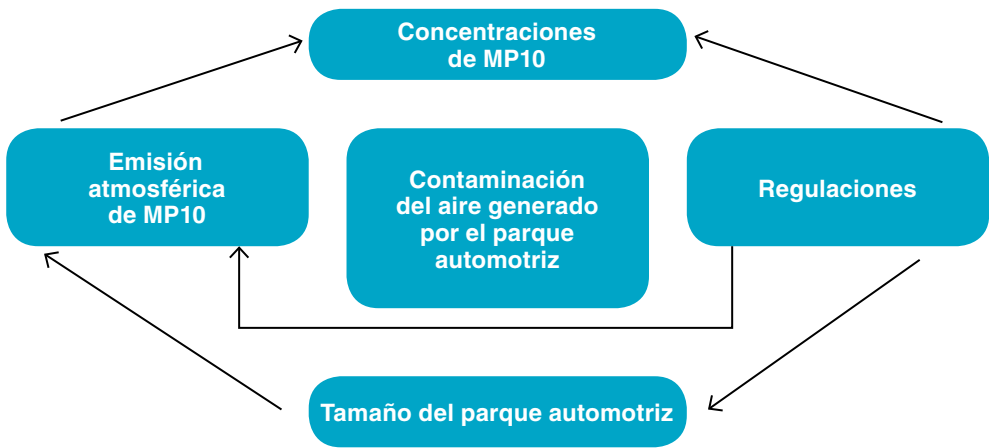 Concentraciones
de MP10
Emisión
atmosférica
de MP10
Contaminación
del aire generado
por el parque
automotriz
Regulaciones
Tamaño del parque automotriz